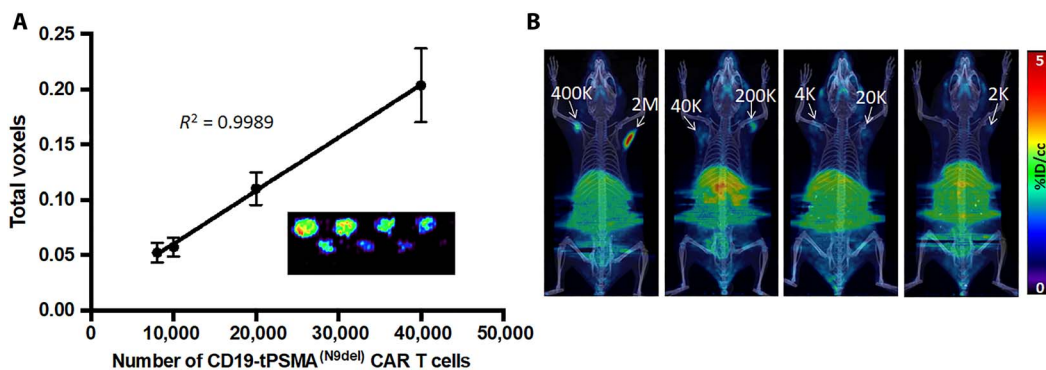 A
B
0.25
0.20
0.15
0.10
0.05
0.00
Total voxels
R² = 0.9989
0
10,000
20,000
30,000
40,000
50,000
Number of CD19-tPSMA(N9del) CAR T cells
400K
2M
40K
200K
4K
20K
2K
5
%ID/cc
0